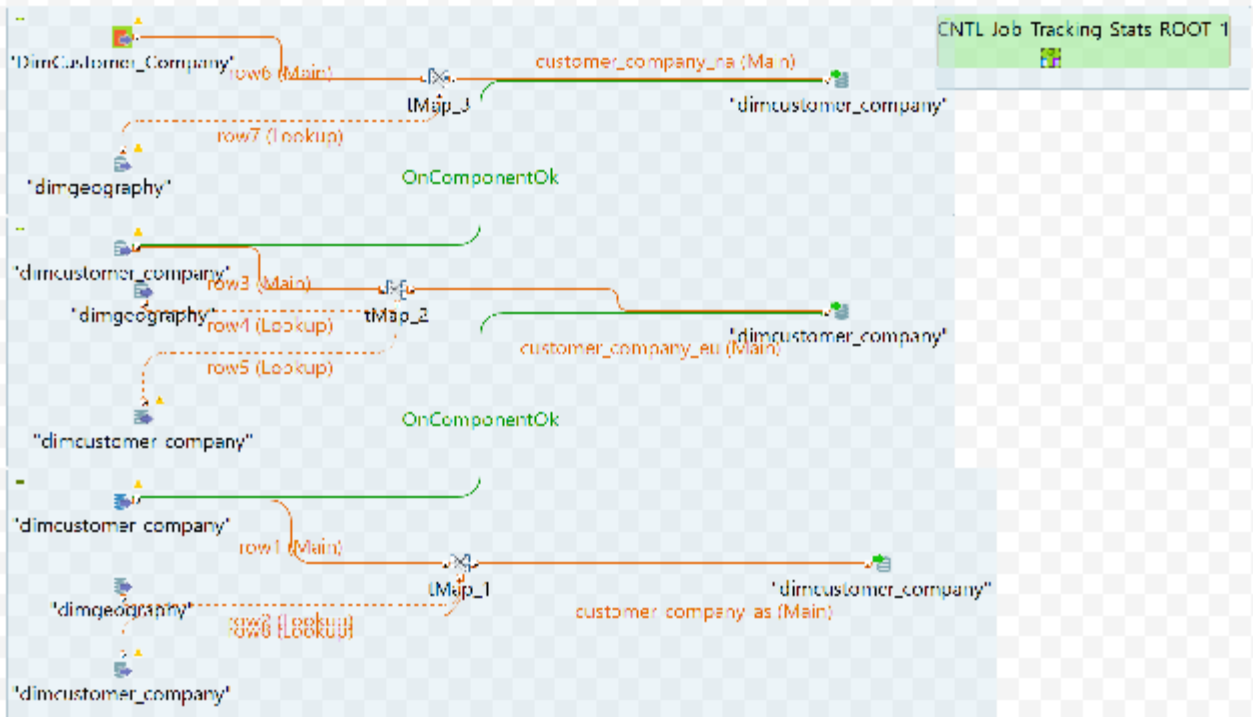 CNTL Job Tracking Stats ROOT 1
"DimCustomer_Company"
row6 (Main)
customer_company_na (Main)
tMap_3
"dimcustomer_company"
row7 (Lookup)
"dimgeography"
OnComponentOk
"dimcustomer_company"
row3 (Main)
"dimgeography"
row4 (Lookup)
tMap_2
"dimcustomer_company"
customer_company_eu (Main)
row5 (Lookup)
OnComponentOk
"dimcustomer company"
"dimcustomer company"
row1 (Main)
tMap_1
"dimcustomer_company"
"dimgeography"
customer company as (Main)
"dimcustomer_company"